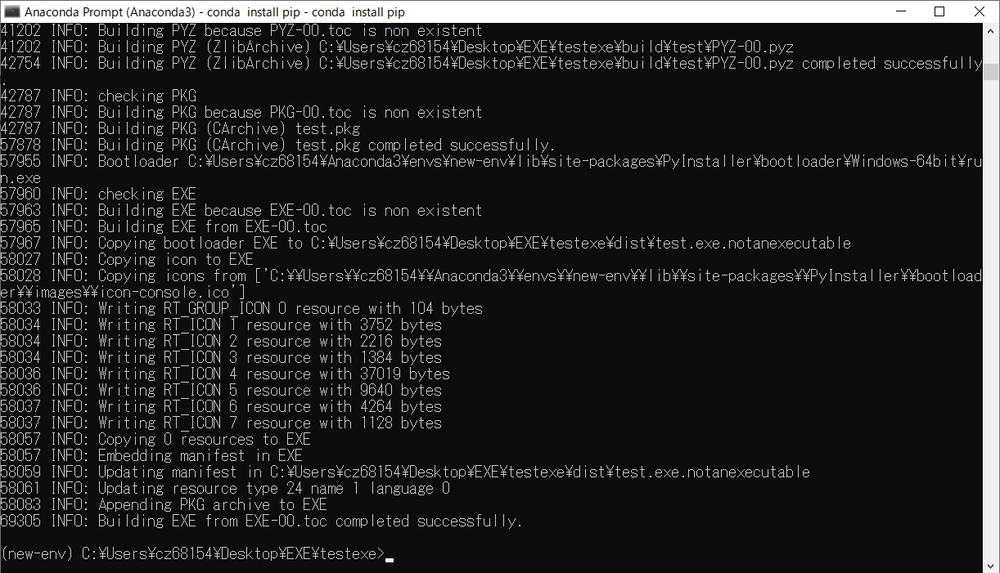 Anaconda Prompt (Anaconda3) - conda  install pip - conda  install pip
41202 INFO: Building PYZ because PYZ-00.toc is non existent
41202 INFO: Building PYZ (ZlibArchive) C:¥Users¥cz68154¥Desktop¥EXE¥testexe¥build¥test¥PYZ-00.pyz
42754 INFO: Building PYZ (ZlibArchive) C:¥Users¥cz68154¥Desktop¥EXE¥testexe¥build¥test¥PYZ-00.pyz completed successfully
.
42787 INFO: checking PKG
42787 INFO: Building PKG because PKG-00.toc is non existent
42787 INFO: Building PKG (CArchive) test.pkg
57878 INFO: Building PKG (CArchive) test.pkg completed successfully.
57955 INFO: Bootloader C:¥Users¥cz68154¥Anaconda3¥envs¥new-env¥lib¥site-packages¥PyInstaller¥bootloader¥Windows-64bit¥ru
n.exe
57960 INFO: checking EXE
57963 INFO: Building EXE because EXE-00.toc is non existent
57965 INFO: Building EXE from EXE-00.toc
57967 INFO: Copying bootloader EXE to C:¥Users¥cz68154¥Desktop¥EXE¥testexe¥dist¥test.exe.notanexecutable
58027 INFO: Copying icon to EXE
58028 INFO: Copying icons from ['C:¥¥Users¥¥cz68154¥¥Anaconda3¥¥envs¥¥new-env¥¥lib¥¥site-packages¥¥PyInstaller¥¥bootload
er¥¥images¥¥icon-console.ico']
58033 INFO: Writing RT_GROUP_ICON 0 resource with 104 bytes
58034 INFO: Writing RT_ICON 1 resource with 3752 bytes
58034 INFO: Writing RT_ICON 2 resource with 2216 bytes
58034 INFO: Writing RT_ICON 3 resource with 1384 bytes
58036 INFO: Writing RT_ICON 4 resource with 37019 bytes
58036 INFO: Writing RT_ICON 5 resource with 9640 bytes
58037 INFO: Writing RT_ICON 6 resource with 4264 bytes
58037 INFO: Writing RT_ICON 7 resource with 1128 bytes
58057 INFO: Copying 0 resources to EXE
58057 INFO: Embedding manifest in EXE
58059 INFO: Updating manifest in C:¥Users¥cz68154¥Desktop¥EXE¥testexe¥dist¥test.exe.notanexecutable
58061 INFO: Updating resource type 24 name 1 language 0
58083 INFO: Appending PKG archive to EXE
69305 INFO: Building EXE from EXE-00.toc completed successfully.
(new-env) C:¥Users¥cz68154¥Desktop¥EXE¥testexe>